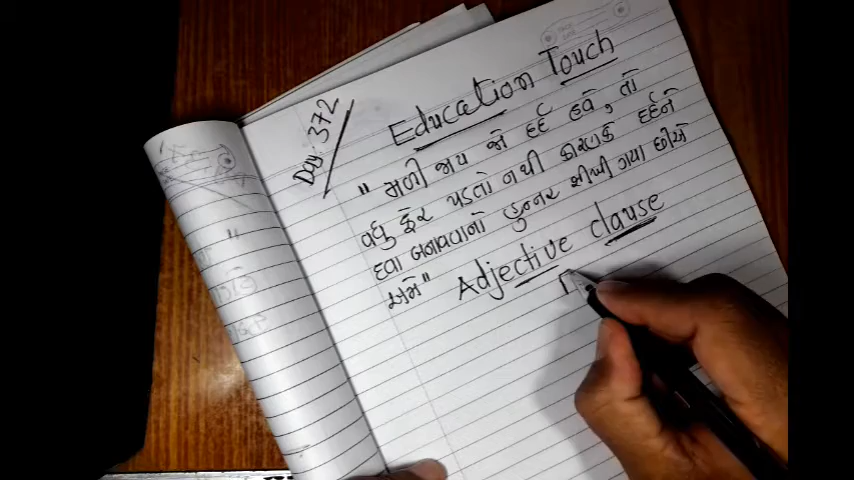 Day. 372
Education Touch
" મળી જાય જો દર્દ હવે, તો
વધુ ફેર પડતો નથી કારણકે દર્દને
દવા બનાવવાનો હુન્નર શીખી ગયા છીએ
અમે"
Adjective clause